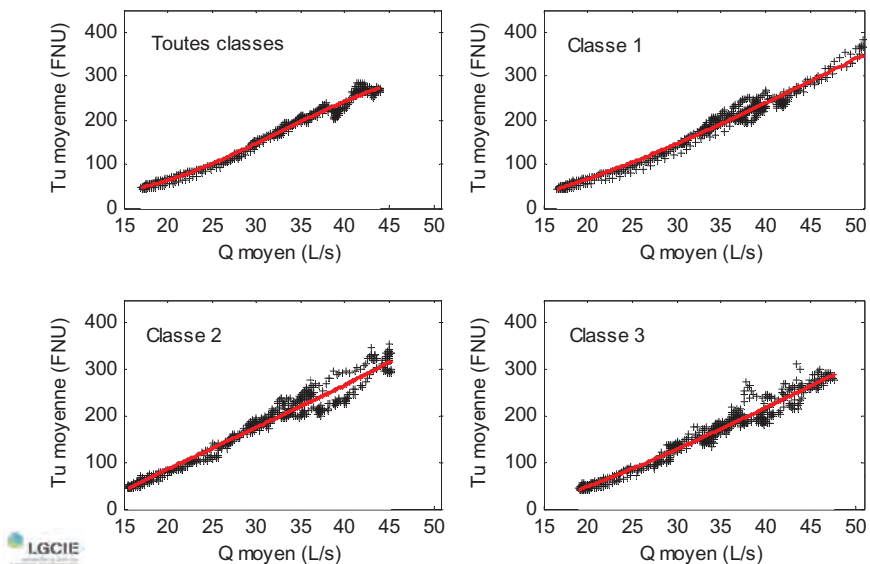 Toutes classes
Tu moyenne (FNU)
400
300
200
100
0
15 20 25 30 35 40 45 50
Q moyen (L/s)
Classe 1
Tu moyenne (FNU)
400
300
200
100
0
15 20 25 30 35 40 45 50
Q moyen (L/s)
Classe 2
Tu moyenne (FNU)
400
300
200
100
0
15 20 25 30 35 40 45 50
Q moyen (L/s)
Classe 3
Tu moyenne (FNU)
400
300
200
100
0
15 20 25 30 35 40 45 50
Q moyen (L/s)
LGCIE